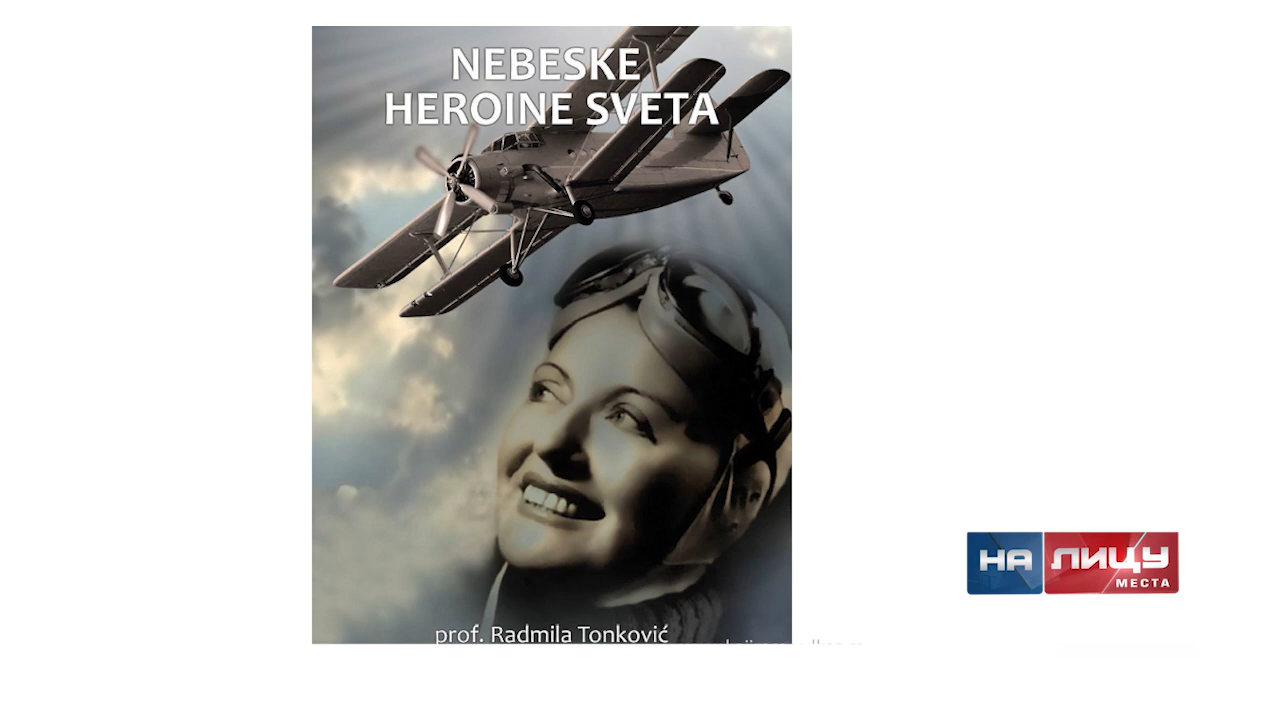 NEBESKE
HEROINE SVETA
prof. Radmila Tonković
НА ЛИЦУ
МЕСТА